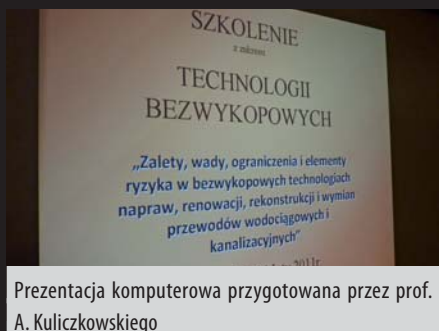 SZKOLENIE
z zakresu
TECHNOLOGII
BEZWYKOPOWYCH
„Zalety, wady, ograniczenia i elementy
ryzyka w bezwykopowych technologiach
napraw, renowacji, rekonstrukcji i wymian
przewodów wodociągowych i
kanalizacyjnych”
2011r.
Prezentacja komputerowa przygotowana przez prof.
A. Kuliczkowskiego